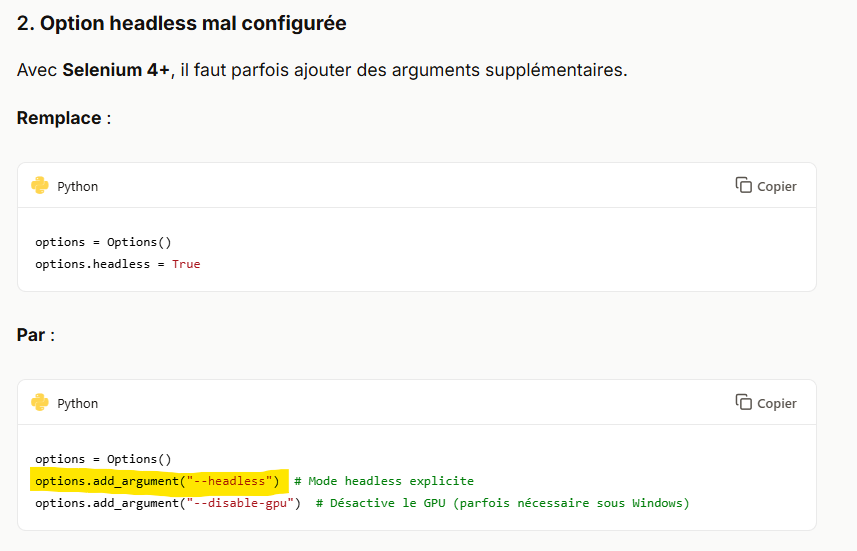 2. Option headless mal configurée
Avec Selenium 4+, il faut parfois ajouter des arguments supplémentaires.
Remplace :
Python
Copier
options = Options()
options.headless = True
Par :
Python
Copier
options = Options()
options.add_argument("--headless") # Mode headless explicite
options.add_argument("--disable-gpu")  # Désactive le GPU (parfois nécessaire sous Windows)